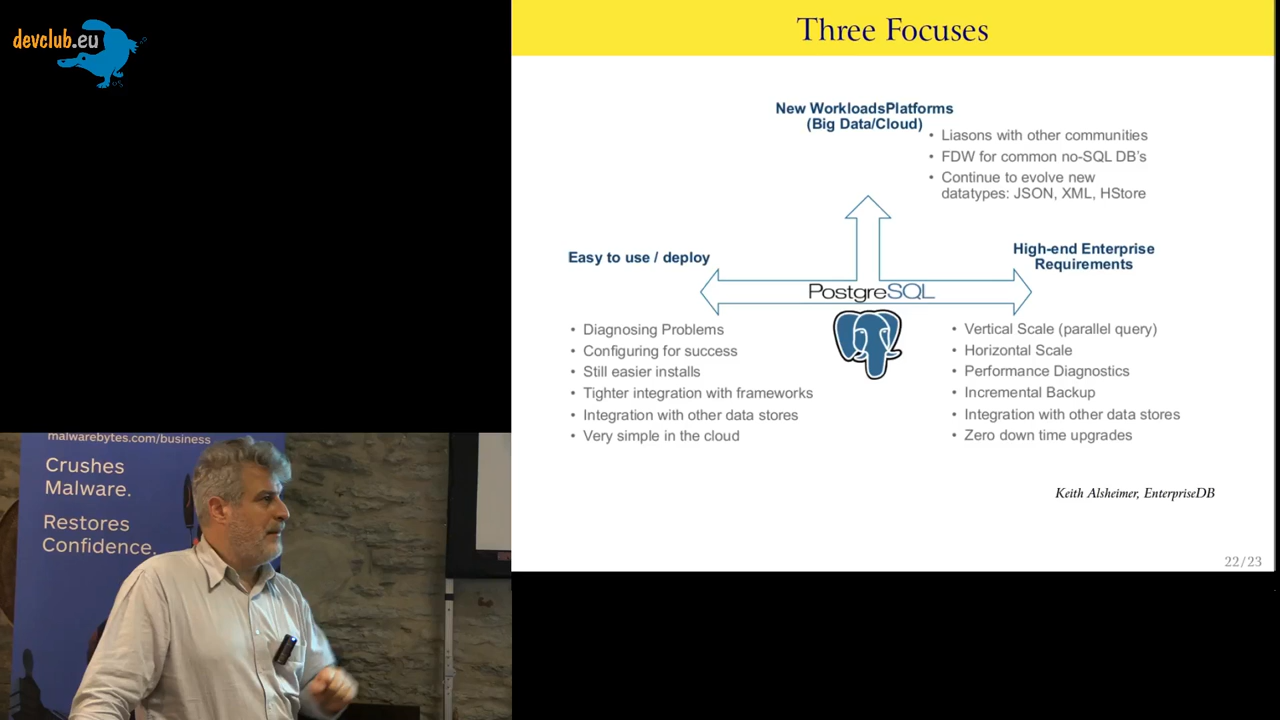 devclub.eu
Three Focuses
New WorkloadsPlatforms
(Big Data/Cloud)
• Liasons with other communities
• FDW for common no-SQL DB's
• Continue to evolve new
datatypes: JSON, XML, HStore
Easy to use / deploy
High-end Enterprise
Requirements
PostgreSQL
• Diagnosing Problems
• Configuring for success
• Still easier installs
• Tighter integration with frameworks
• Integration with other data stores
• Very simple in the cloud
• Vertical Scale (parallel query)
• Horizontal Scale
• Performance Diagnostics
• Incremental Backup
• Integration with other data stores
• Zero down time upgrades
Keith Alsheimer, EnterpriseDB
22/23
malwarebytes.com/business
Crushes
Malware.
Restores
Confidence.